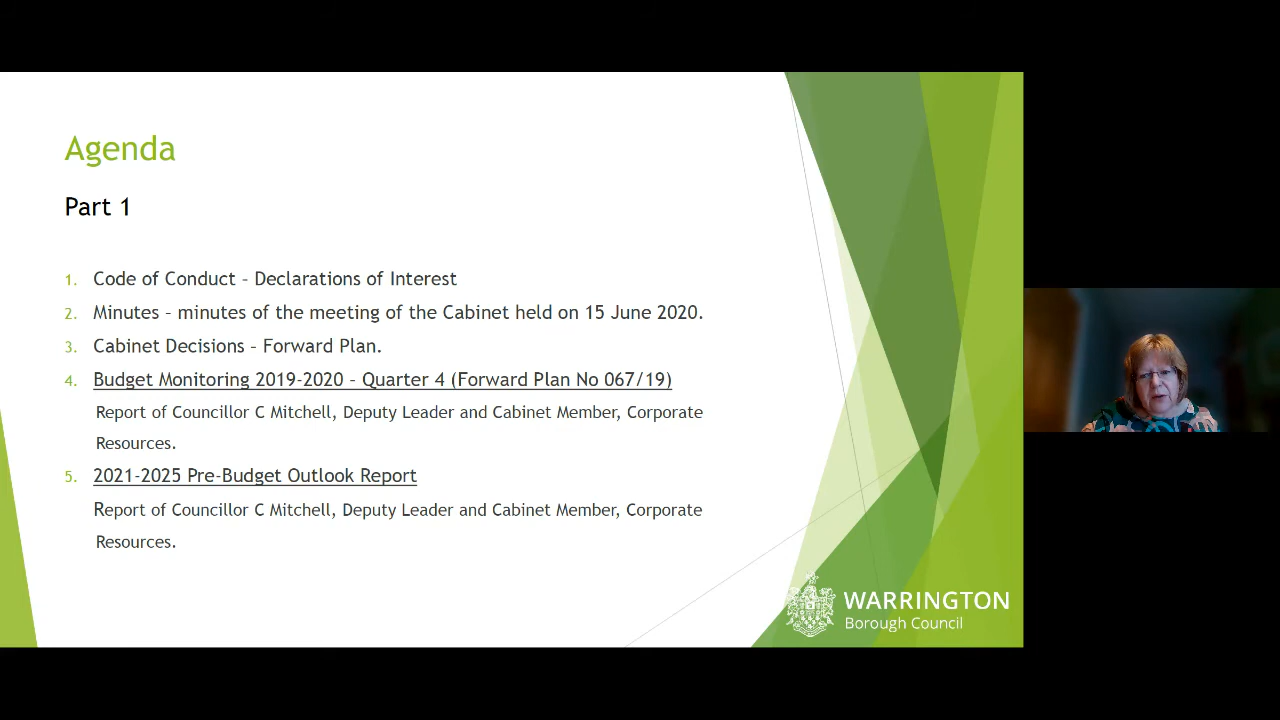 Agenda
Part 1
1. Code of Conduct – Declarations of Interest
2. Minutes – minutes of the meeting of the Cabinet held on 15 June 2020.
3. Cabinet Decisions – Forward Plan.
4. Budget Monitoring 2019-2020 – Quarter 4 (Forward Plan No 067/19)
Report of Councillor C Mitchell, Deputy Leader and Cabinet Member, Corporate
Resources.
5. 2021-2025 Pre-Budget Outlook Report
Report of Councillor C Mitchell, Deputy Leader and Cabinet Member, Corporate
Resources.
WARRINGTON
Borough Council